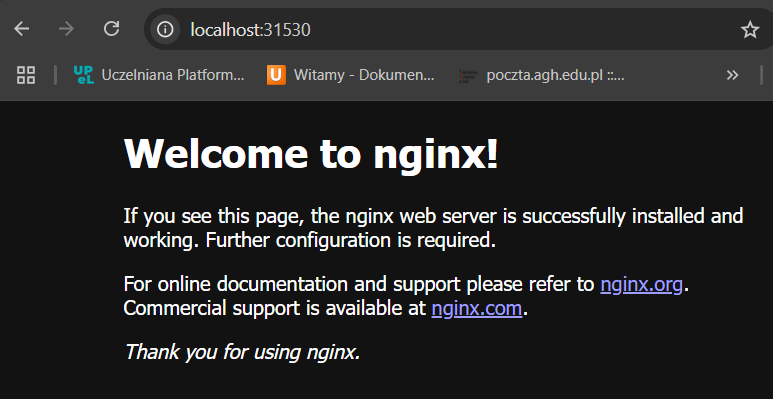 localhost:31530
UP eL Uczelniana Platform... U Witamy - Dokumen... poczta.agh.edu.pl ::... »
Welcome to nginx!
If you see this page, the nginx web server is successfully installed and
working. Further configuration is required.
For online documentation and support please refer to nginx.org.
Commercial support is available at nginx.com.
Thank you for using nginx.